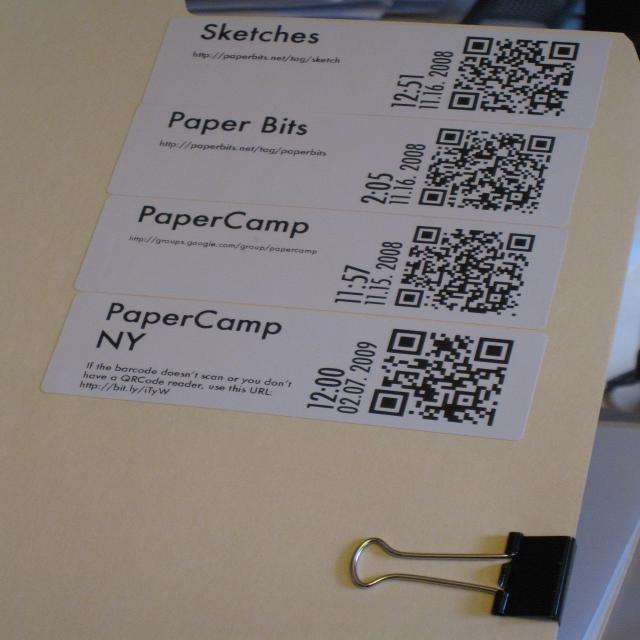 Sketches
http://paperbits.net/tag/sketch
12:51
11.16. 2008
Paper Bits
http://paperbits.net/tag/paperbits
2:05
11.16. 2008
PaperCamp
http://groups.google.com/group/papercamp
11:57
11.15. 2008
PaperCamp
NY
If the barcode doesn't scan or you don't
have a QRCode reader, use this URL:
http://bit.ly/iTyW
12:00
02.07. 2009